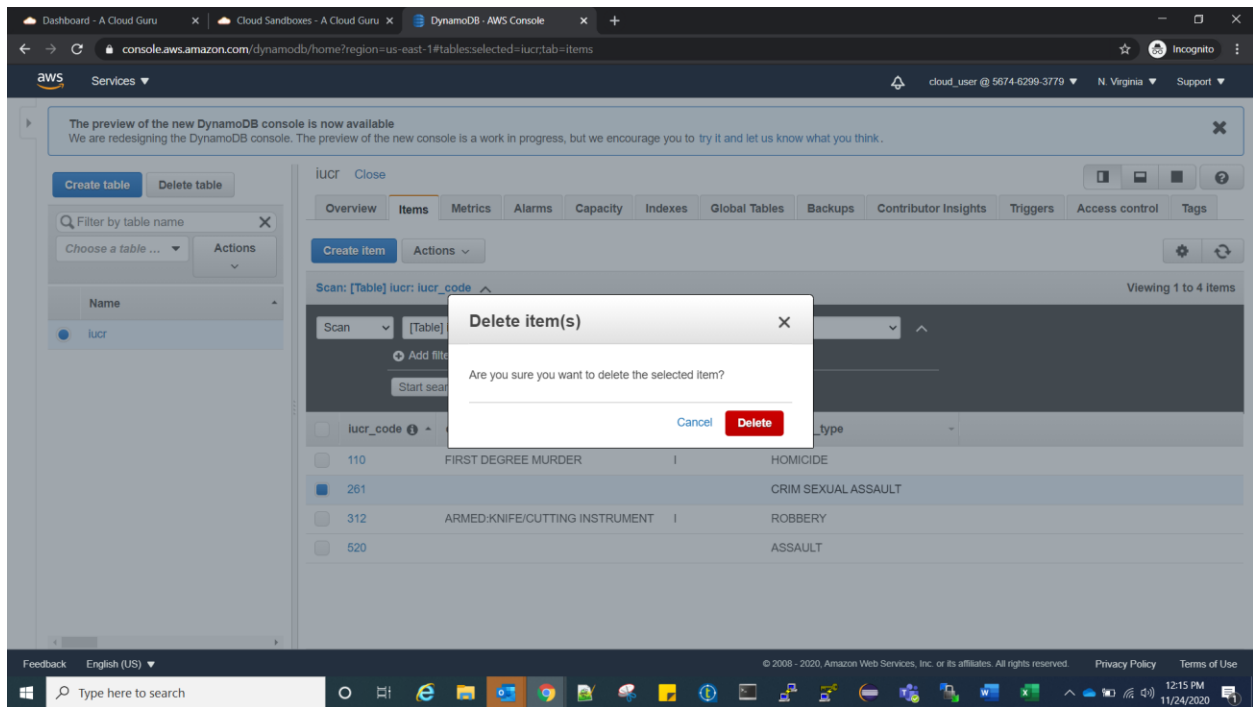 Dashboard - A Cloud Guru
Cloud Sandboxes - A Cloud Guru
DynamoDB - AWS Console
console.aws.amazon.com/dynamodb/home?region=us-east-1#tables:selected=iucr;tab=items
Incognito
aws
Services
cloud_user @ 5674-6299-3779
N. Virginia
Support
The preview of the new DynamoDB console is now available
We are redesigning the DynamoDB console. The preview of the new console is a work in progress, but we encourage you to try it and let us know what you think.
Create table
Delete table
Filter by table name
Choose a table ...
Actions
Name
iucr
iucr Close
Overview Items Metrics Alarms Capacity Indexes Global Tables Backups Contributor Insights Triggers Access control Tags
Create item
Actions
Scan: [Table] iucr: iucr_code
Viewing 1 to 4 items
Scan
[Table]
Add filte
Start sear
Delete item(s)
Are you sure you want to delete the selected item?
Cancel
Delete
iucr_code
_type
110 FIRST DEGREE MURDER I HOMICIDE
261 CRIM SEXUAL ASSAULT
312 ARMED:KNIFE/CUTTING INSTRUMENT I ROBBERY
520 ASSAULT
Feedback English (US)
© 2008 - 2020, Amazon Web Services, Inc. or its affiliates. All rights reserved. Privacy Policy Terms of Use
Type here to search
12:15 PM
11/24/2020